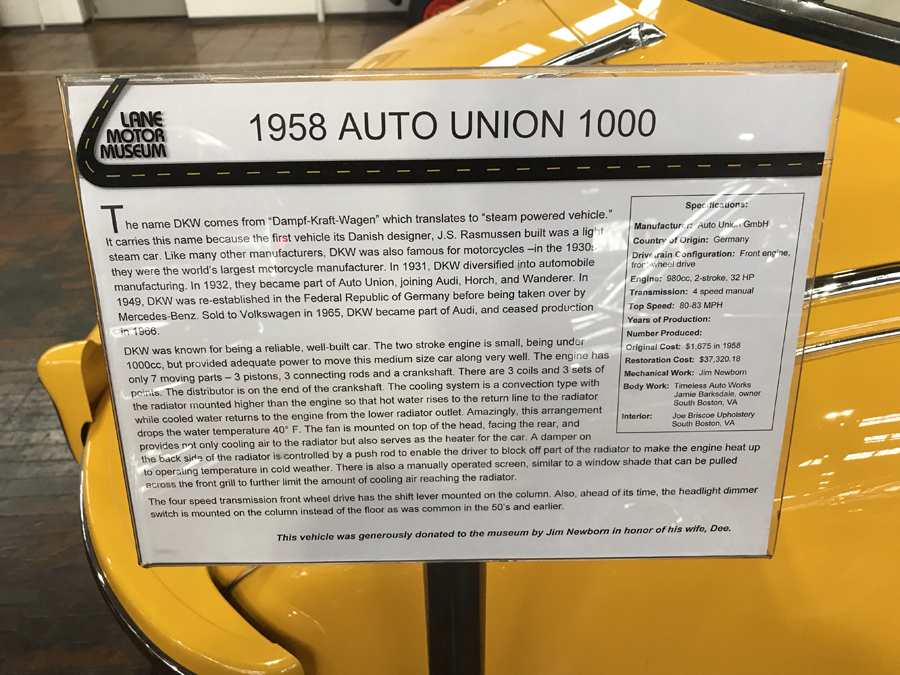 LANE
MOTOR
MUSEUM
1958 AUTO UNION 1000
The name DKW comes from “Dampf-Kraft-Wagen” which translates to “steam powered vehicle.”
It carries this name because the first vehicle its Danish designer, J.S. Rasmussen built was a light
steam car. Like many other manufacturers, DKW was also famous for motorcycles –in the 1930s
they were the world’s largest motorcycle manufacturer. In 1931, DKW diversified into automobile
manufacturing. In 1932, they became part of Auto Union, joining Audi, Horch, and Wanderer. In
1949, DKW was re-established in the Federal Republic of Germany before being taken over by
Mercedes-Benz. Sold to Volkswagen in 1965, DKW became part of Audi, and ceased production
in 1966.
DKW was known for being a reliable, well-built car. The two stroke engine is small, being under
1000cc, but provided adequate power to move this medium size car along very well. The engine has
only 7 moving parts – 3 pistons, 3 connecting rods and a crankshaft. There are 3 coils and 3 sets of
points. The distributor is on the end of the crankshaft. The cooling system is a convection type with
the radiator mounted higher than the engine so that hot water rises to the return line to the radiator
while cooled water returns to the engine from the lower radiator outlet. Amazingly, this arrangement
drops the water temperature 40° F. The fan is mounted on top of the head, facing the rear, and
provides not only cooling air to the radiator but also serves as the heater for the car. A damper on
the back side of the radiator is controlled by a push rod to enable the driver to block off part of the radiator to make the engine heat up
to operating temperature in cold weather. There is also a manually operated screen, similar to a window shade that can be pulled
across the front grill to further limit the amount of cooling air reaching the radiator.
The four speed transmission front wheel drive has the shift lever mounted on the column. Also, ahead of its time, the headlight dimmer
switch is mounted on the column instead of the floor as was common in the 50’s and earlier.
This vehicle was generously donated to the museum by Jim Newborn in honor of his wife, Dee.
Specifications:
Manufacturer: Auto Union GmbH
Country of Origin: Germany
Drivetrain Configuration: Front engine,
front wheel drive
Engine: 980cc, 2-stroke, 32 HP
Transmission: 4 speed manual
Top Speed: 80-83 MPH
Years of Production:
Number Produced:
Original Cost: $1,675 in 1958
Restoration Cost: $37,320.18
Mechanical Work: Jim Newborn
Body Work: Timeless Auto Works
Jamie Barksdale, owner
South Boston, VA
Interior: Joe Briscoe Upholstery
South Boston, VA